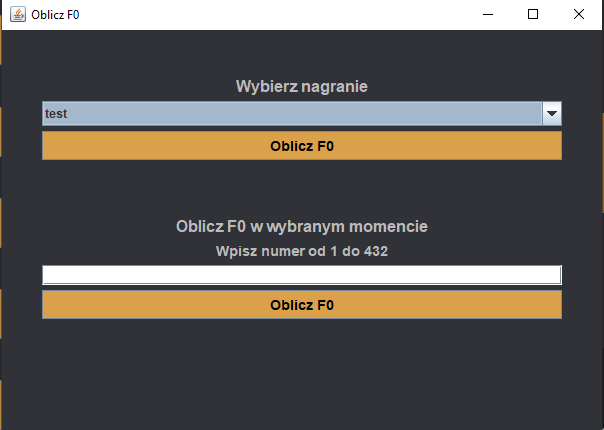 Oblicz F0
Wybierz nagranie
test
Oblicz F0
Oblicz F0 w wybranym momencie
Wpisz numer od 1 do 432
Oblicz F0